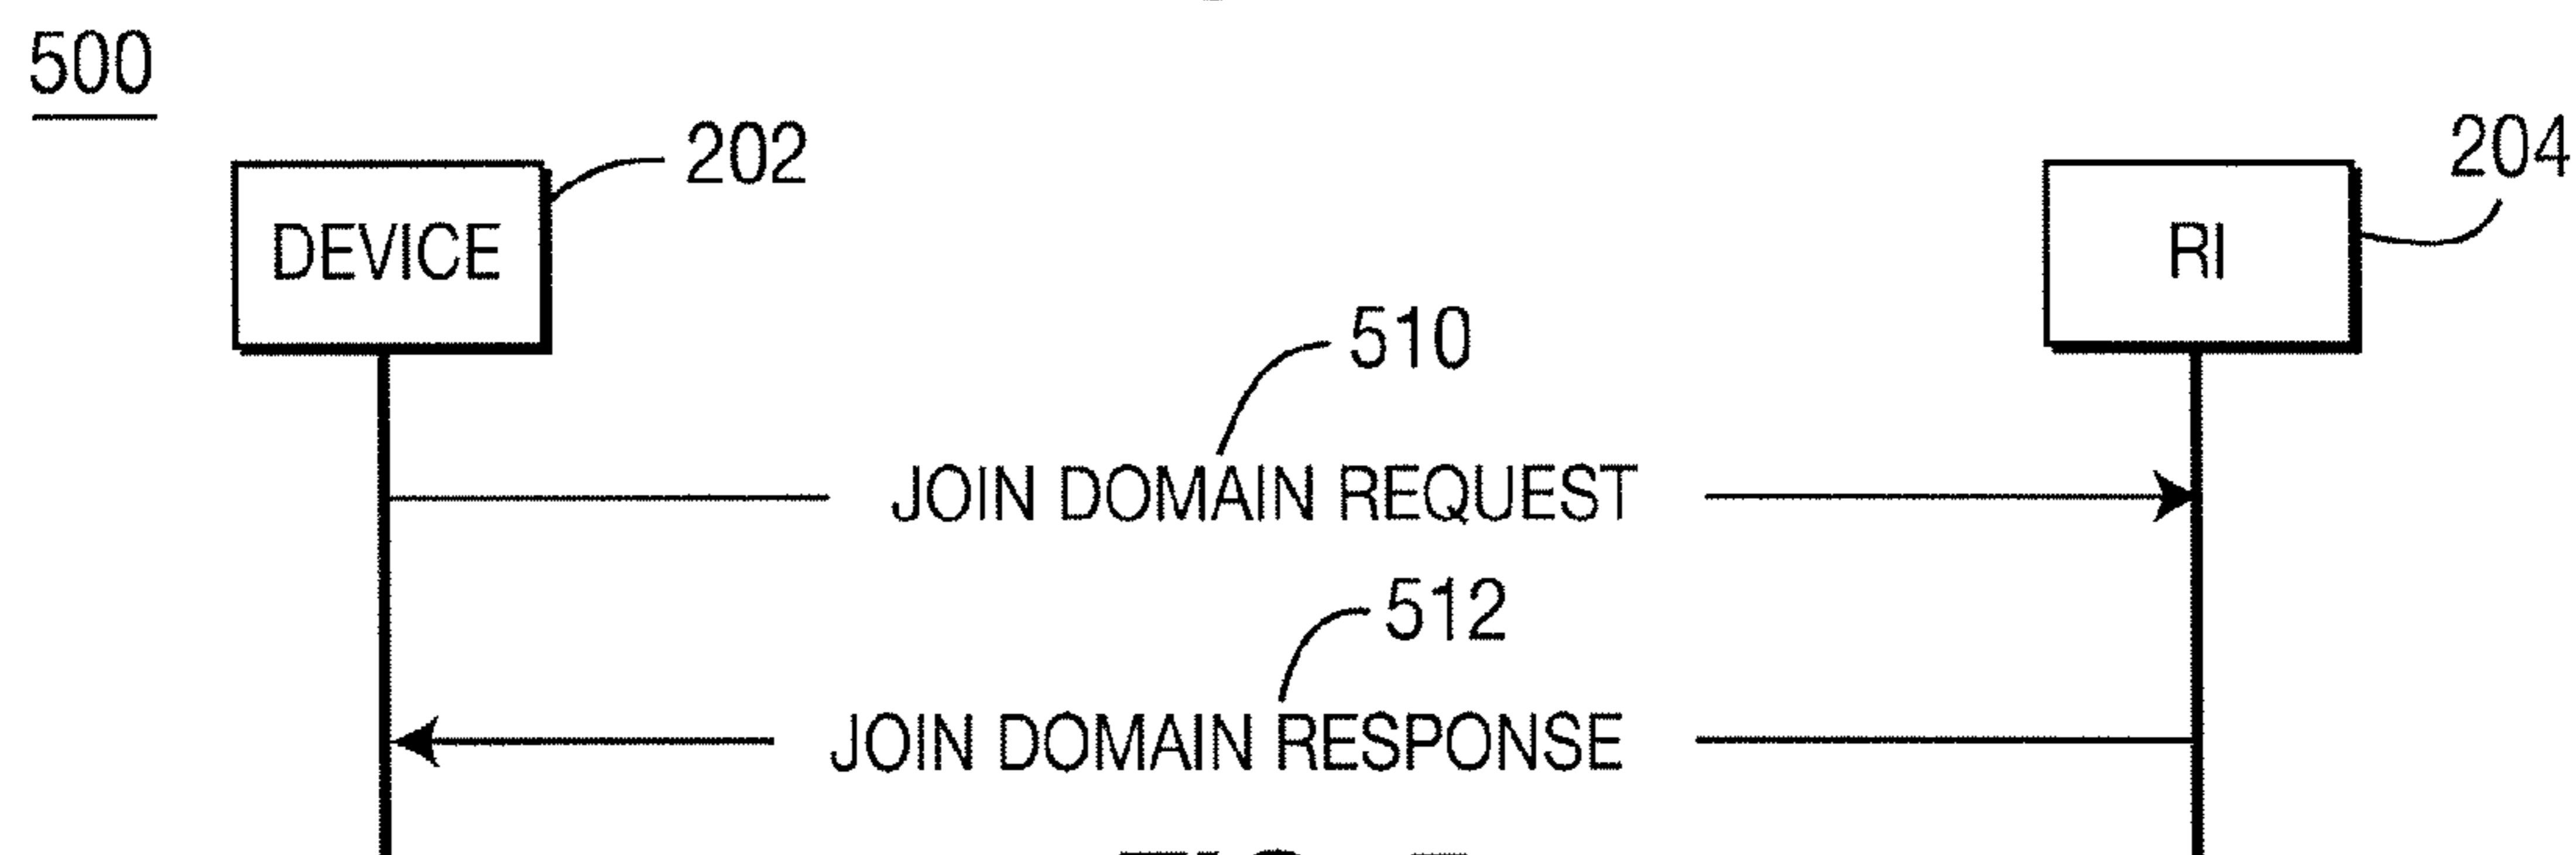 500
202
204
DEVICE
RI
510
JOIN DOMAIN REQUEST
512
JOIN DOMAIN RESPONSE